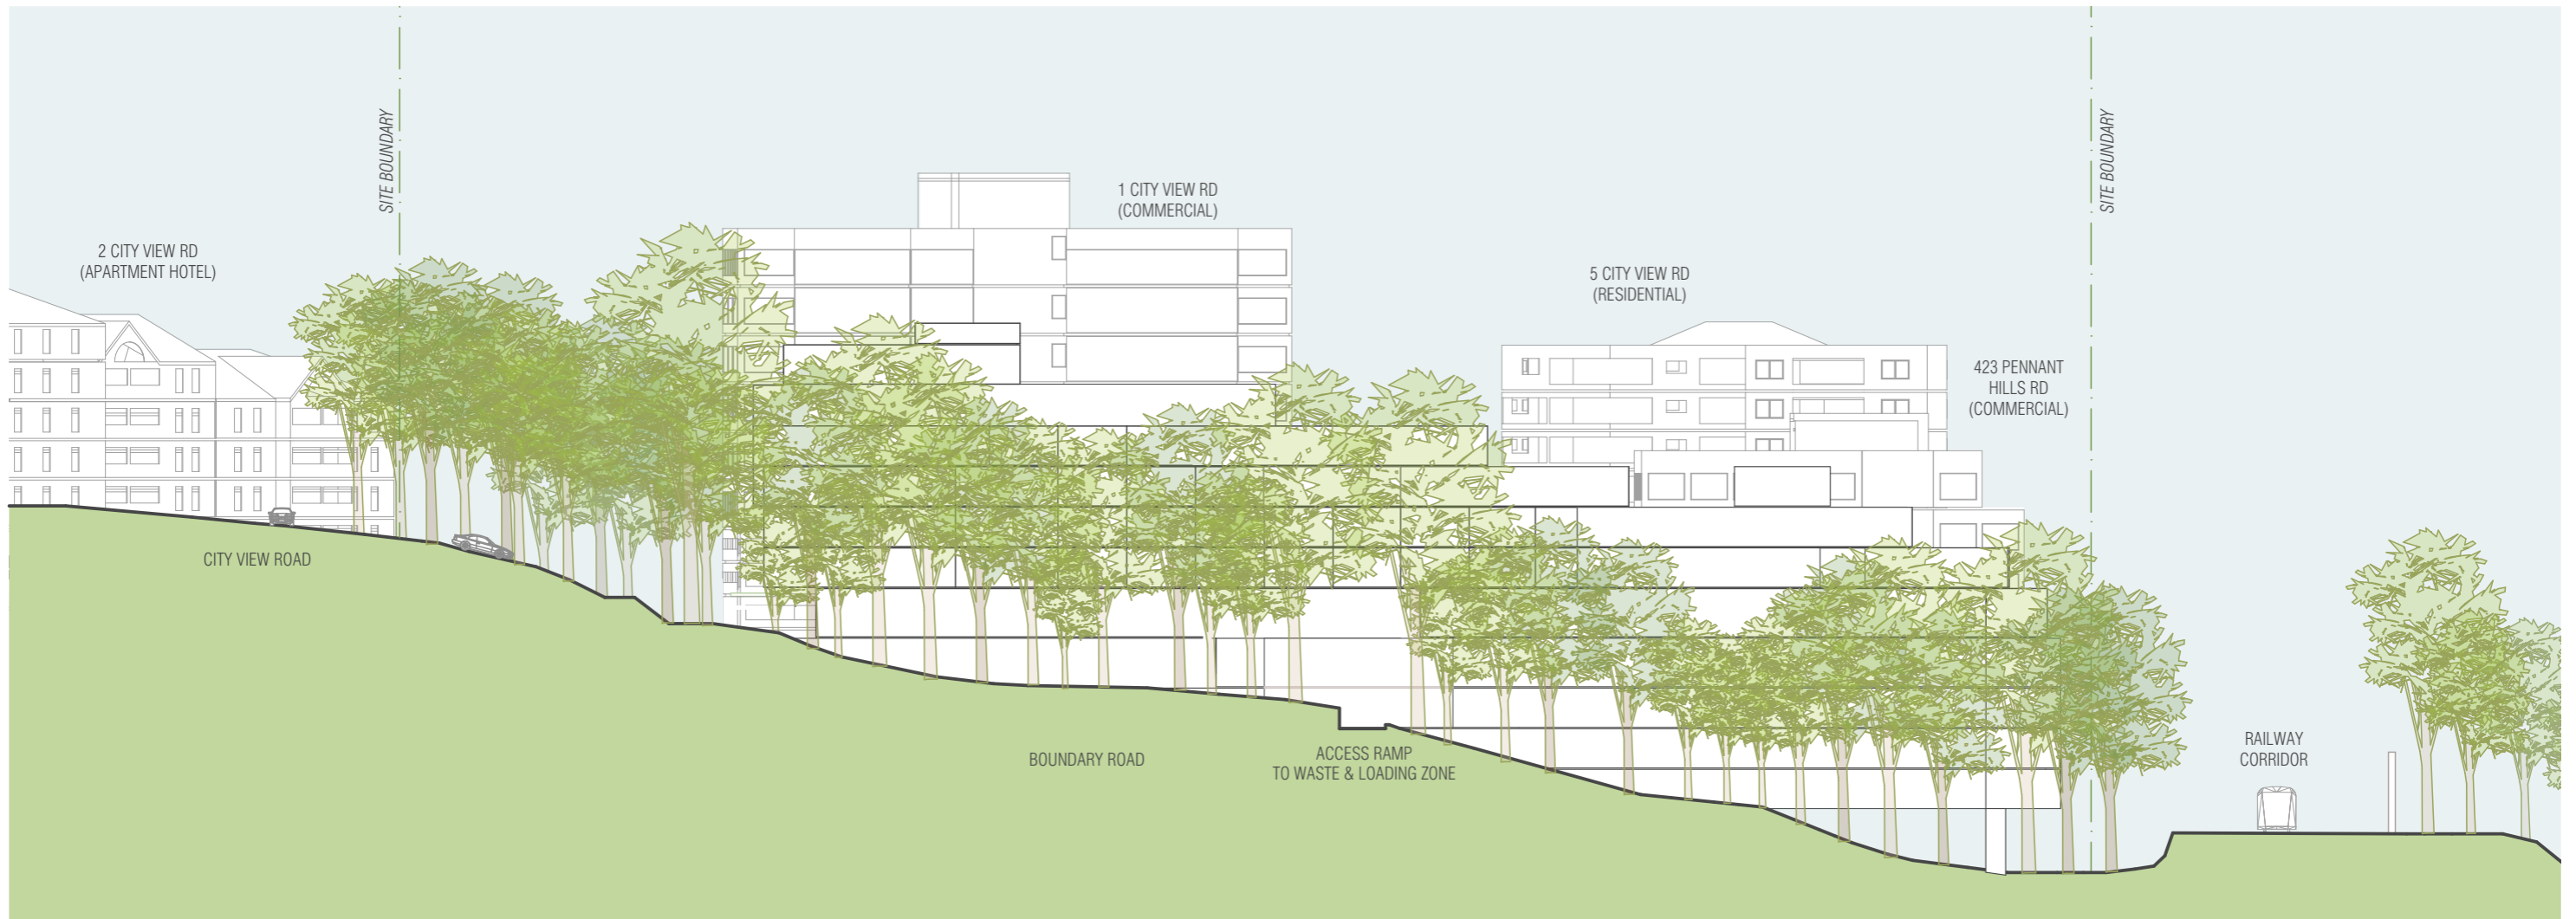 SITE BOUNDARY
SITE BOUNDARY
1 CITY VIEW RD
(COMMERCIAL)
2 CITY VIEW RD
(APARTMENT HOTEL)
5 CITY VIEW RD
(RESIDENTIAL)
423 PENNANT
HILLS RD
(COMMERCIAL)
CITY VIEW ROAD
BOUNDARY ROAD
ACCESS RAMP
TO WASTE & LOADING ZONE
RAILWAY
CORRIDOR